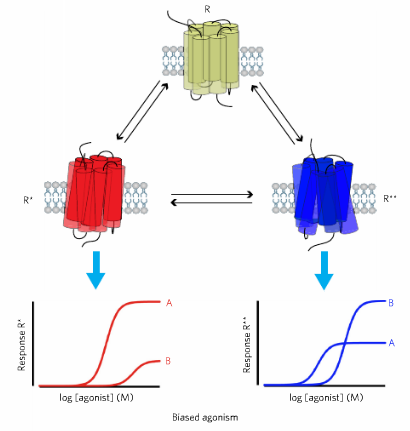 R
R*
R**
Response R*
A
B
log [agonist] (M)
Response R**
B
A
log [agonist] (M)
Biased agonism